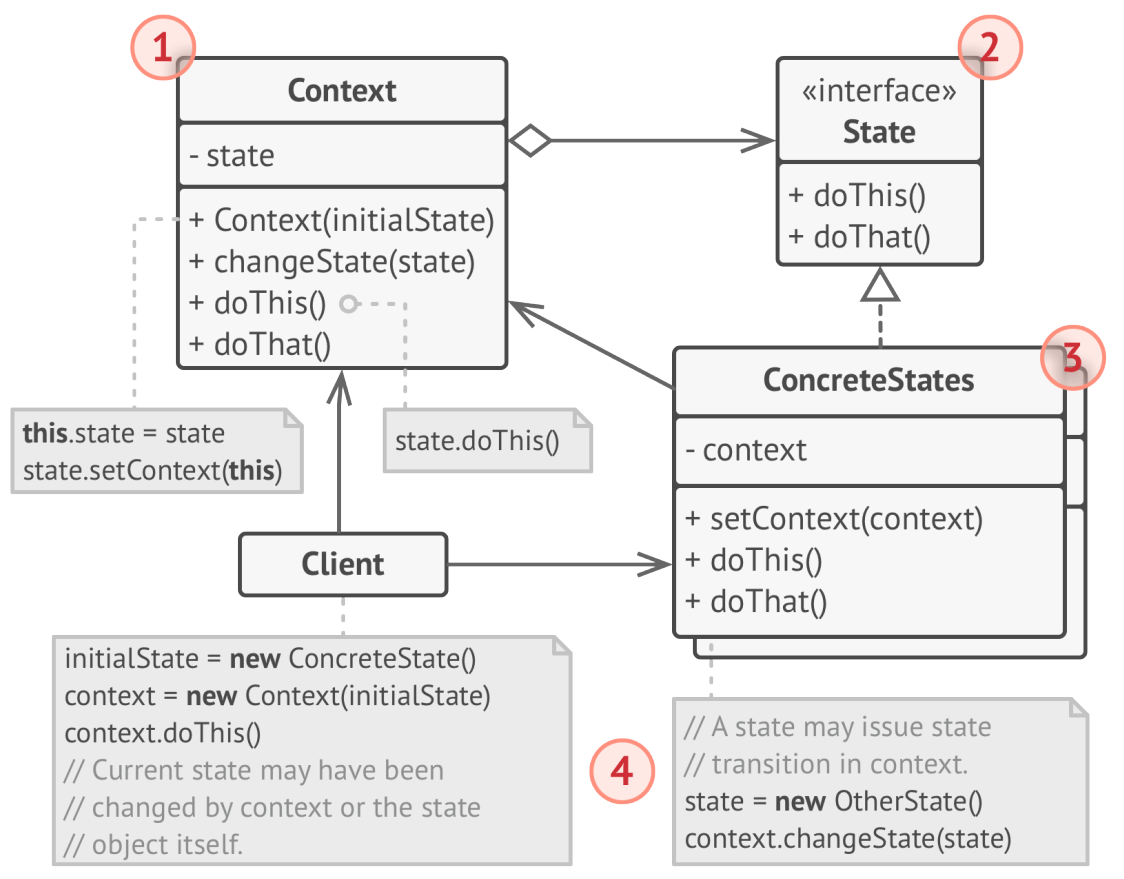 1
Context
- state
+ Context(initialState)
+ changeState(state)
+ doThis()
+ doThat()
2
«interface»
State
+ doThis()
+ doThat()
this.state = state
state.setContext(this)
state.doThis()
3
ConcreteStates
- context
+ setContext(context)
+ doThis()
+ doThat()
Client
initialState = new ConcreteState()
context = new Context(initialState)
context.doThis()
// Current state may have been
// changed by context or the state
// object itself.
4
// A state may issue state
// transition in context.
state = new OtherState()
context.changeState(state)